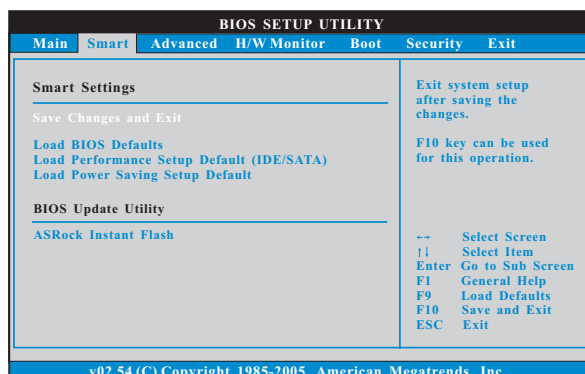 BIOS SETUP UTILITY
Main Smart Advanced H/W Monitor Boot Security Exit
Smart Settings
Save Changes and Exit
Load BIOS Defaults
Load Performance Setup Default (IDE/SATA)
Load Power Saving Setup Default
BIOS Update Utility
ASRock Instant Flash
Exit system setup
after saving the
changes.
F10 key can be used
for this operation.
←→ Select Screen
↑↓ Select Item
Enter Go to Sub Screen
F1 General Help
F9 Load Defaults
F10 Save and Exit
ESC Exit
v02.54 (C) Copyright 1985-2005, American Megatrends, Inc.